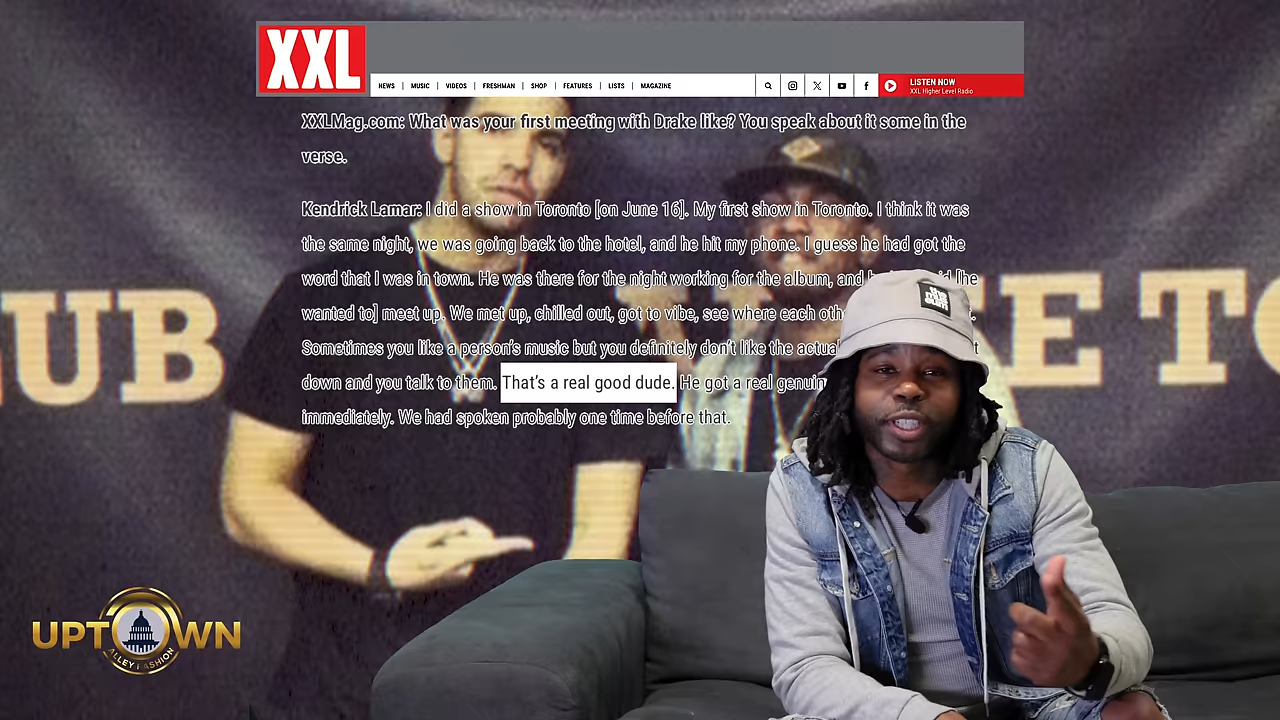 XXL
NEWS | MUSIC | VIDEOS | FRESHMAN | SHOP | FEATURES | LISTS | MAGAZINE
LISTEN NOW
XXL Higher Level Radio
XXLMag.com: What was your first meeting with Drake like? You speak about it some in the
verse.
Kendrick Lamar: I did a show in Toronto [on June 16]. My first show in Toronto. I think it was
the same night, we was going back to the hotel, and he hit my phone. I guess he had got the
word that I was in town. He was there for the night working for the album, and [he
wanted to] meet up. We met up, chilled out, got to vibe, see where each
Sometimes you like a person's music but you definitely don't like the
down and you talk to them. That's a real good dude. He got a real
immediately. We had spoken probably one time before that.
UB
E TO
UPTOWN
ALLEY FASHION